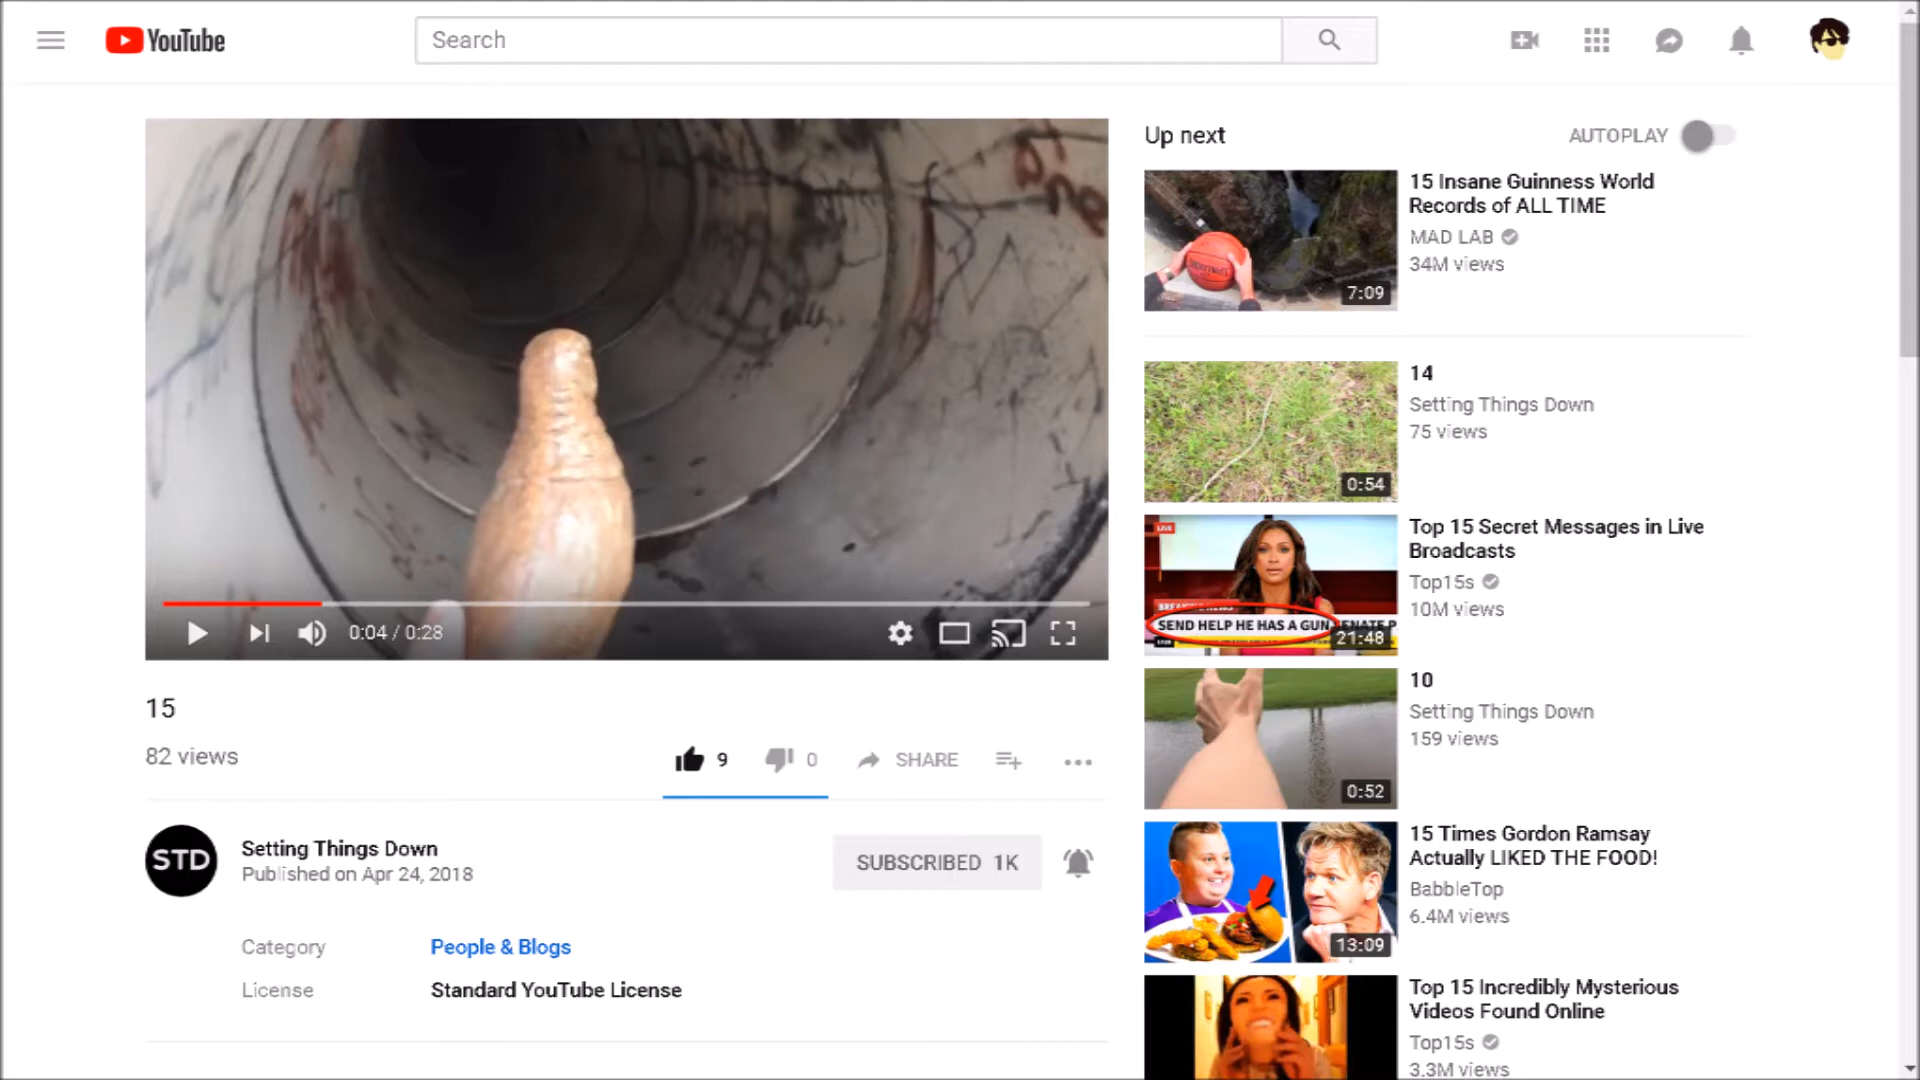 YouTube
Search
0:04 / 0:28
15
82 views
9
0
SHARE
STD
Setting Things Down
Published on Apr 24, 2018
SUBSCRIBED 1K
Category
People & Blogs
License
Standard YouTube License
Up next
AUTOPLAY
7:09
15 Insane Guinness World
Records of ALL TIME
MAD LAB
34M views
0:54
14
Setting Things Down
75 views
LIVE
BREAKING NEWS
SEND HELP HE HAS A GUN
21:48
Top 15 Secret Messages in Live
Broadcasts
Top15s
10M views
0:52
10
Setting Things Down
159 views
13:09
15 Times Gordon Ramsay
Actually LIKED THE FOOD!
BabbleTop
6.4M views
Top 15 Incredibly Mysterious
Videos Found Online
Top15s
3.3M views